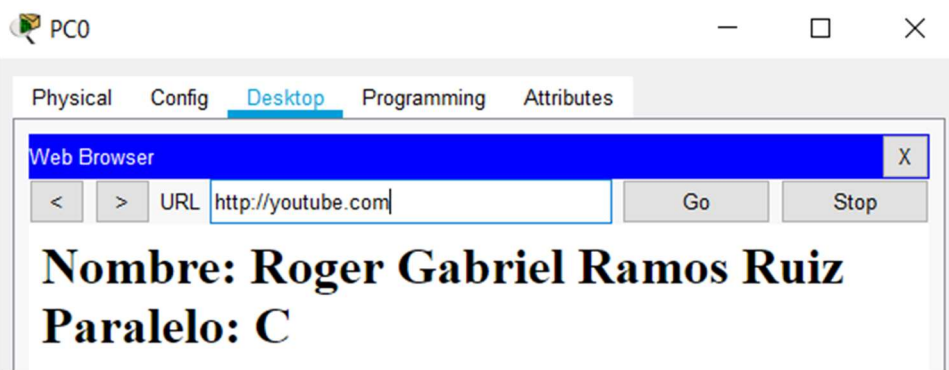 PC0
Physical Config Desktop Programming Attributes
Web Browser X
< > URL http://youtube.com Go Stop
Nombre: Roger Gabriel Ramos Ruiz
Paralelo: C